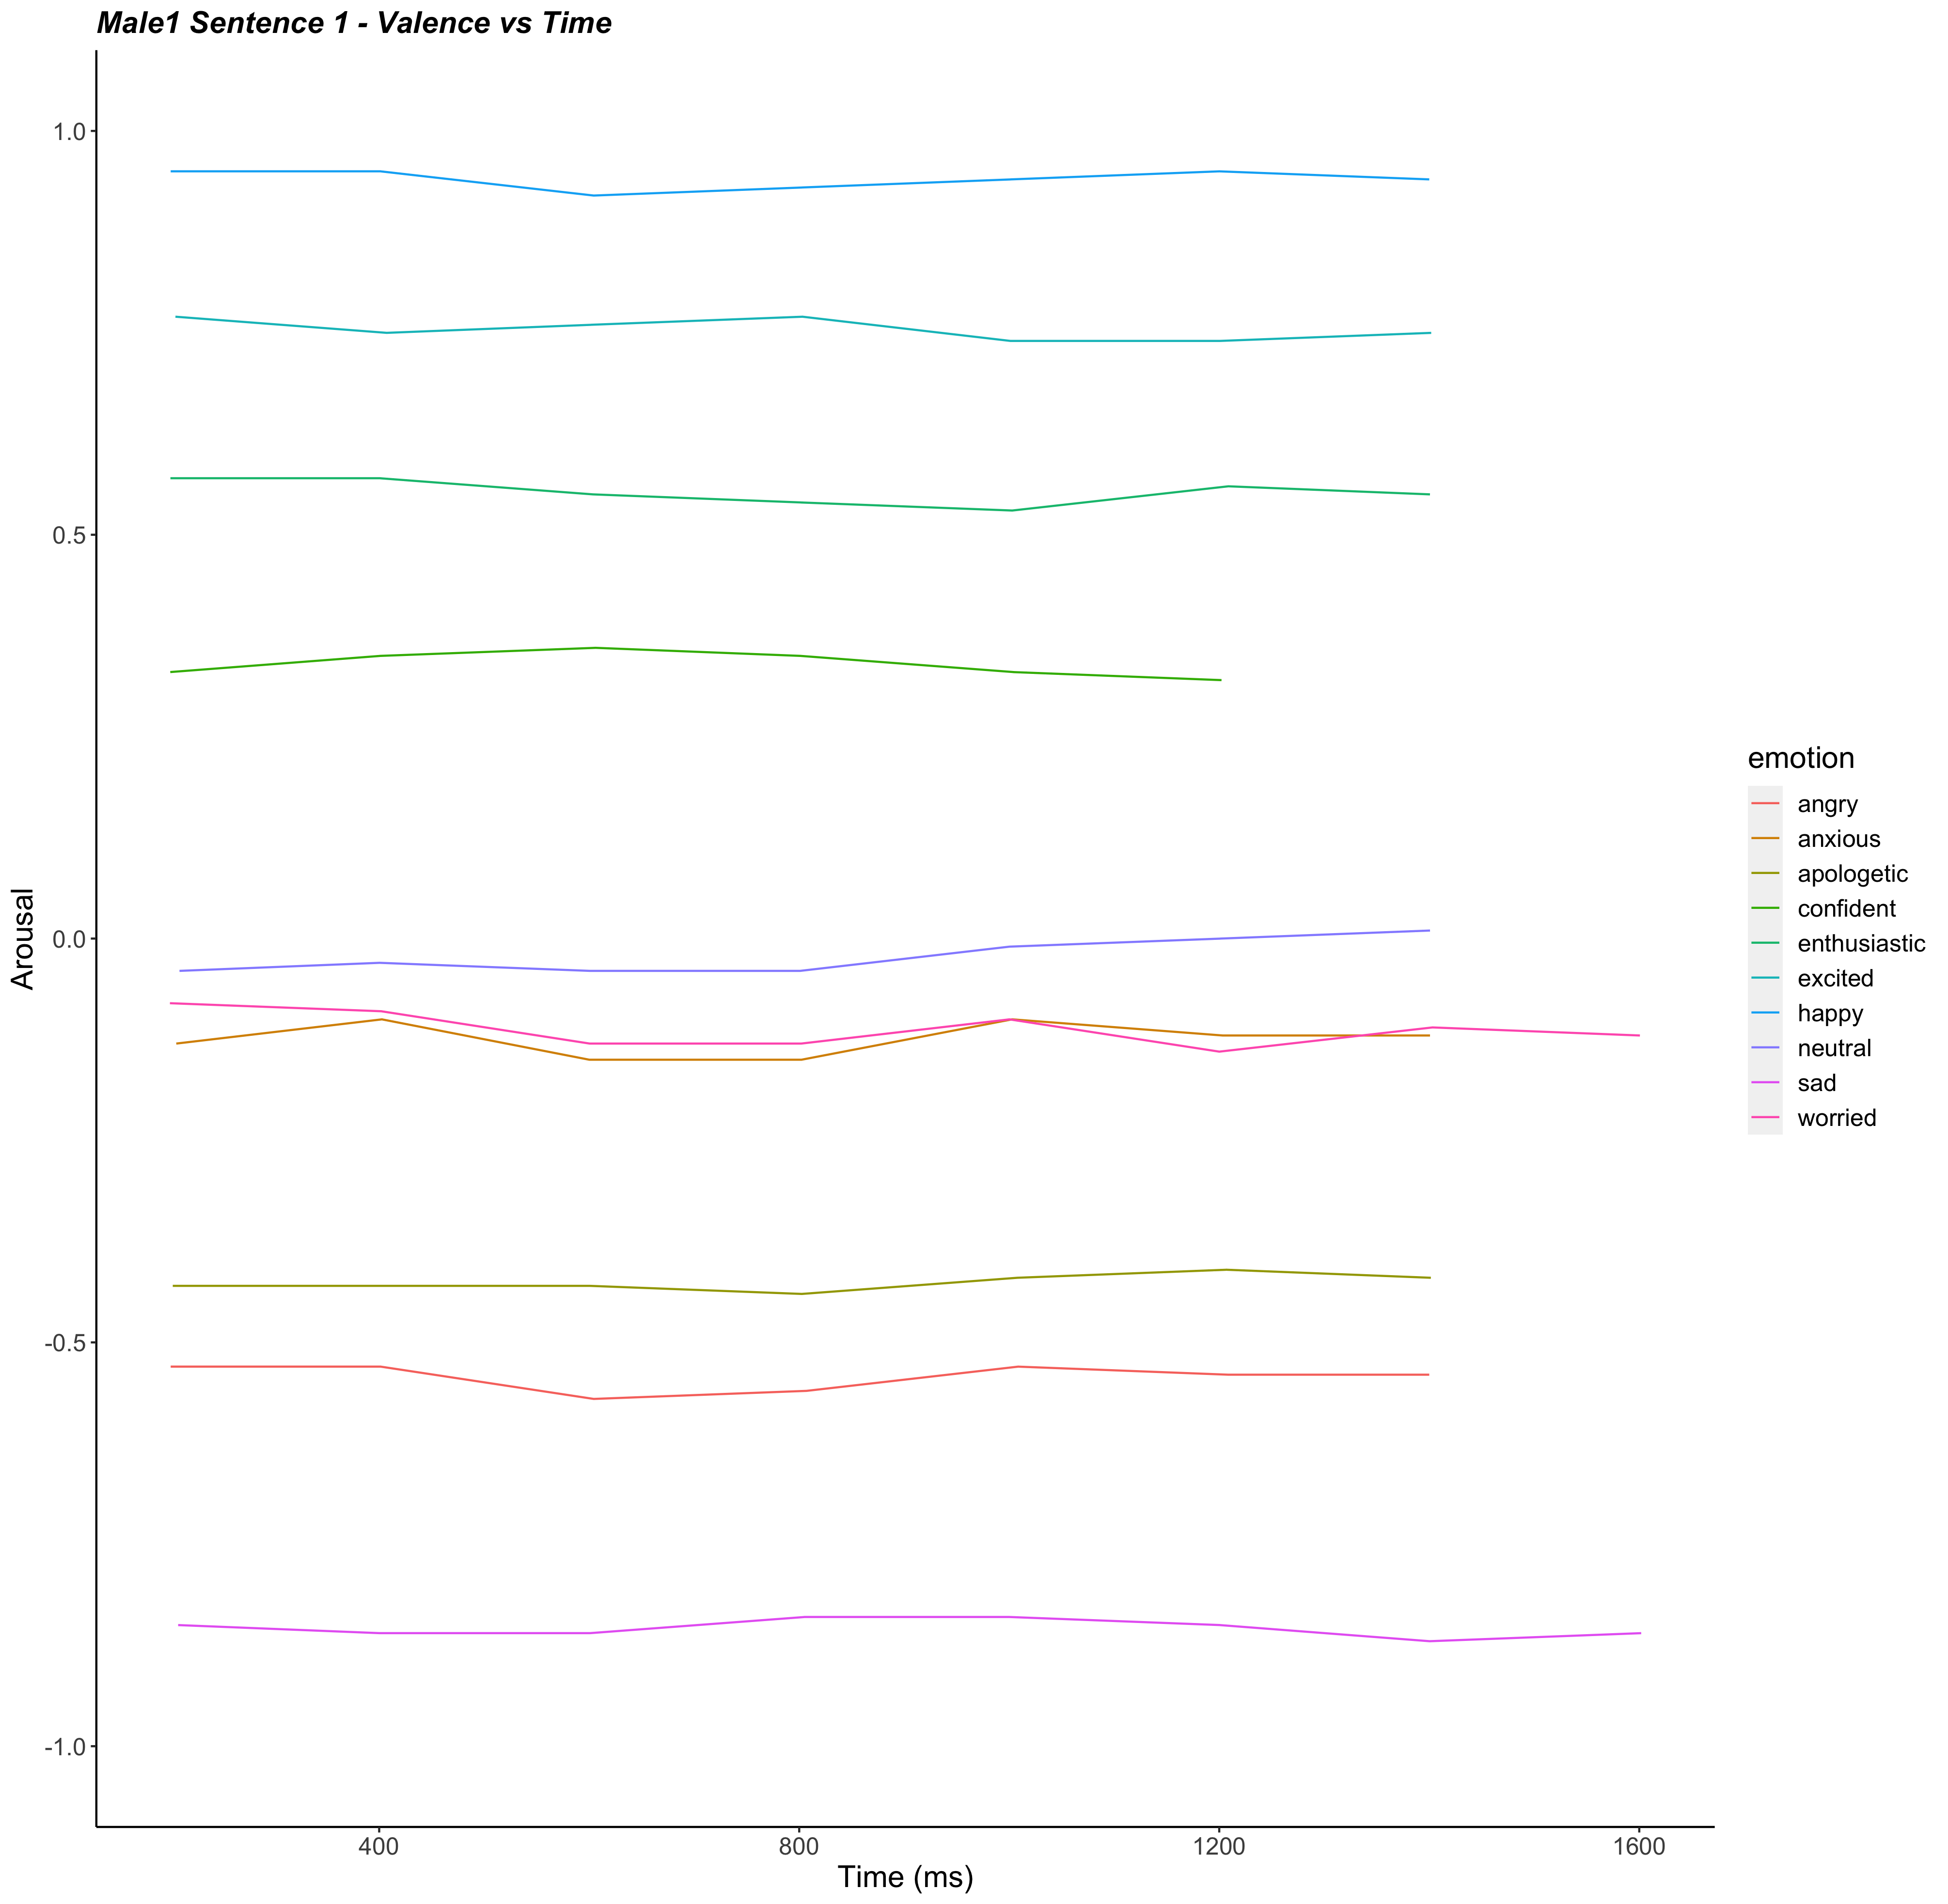 Male1 Sentence 1 - Valence vs Time
1.0
0.5
0.0
-0.5
-1.0
Arousal
400 800 1200 1600
Time (ms)
emotion
angry
anxious
apologetic
confident
enthusiastic
excited
happy
neutral
sad
worried